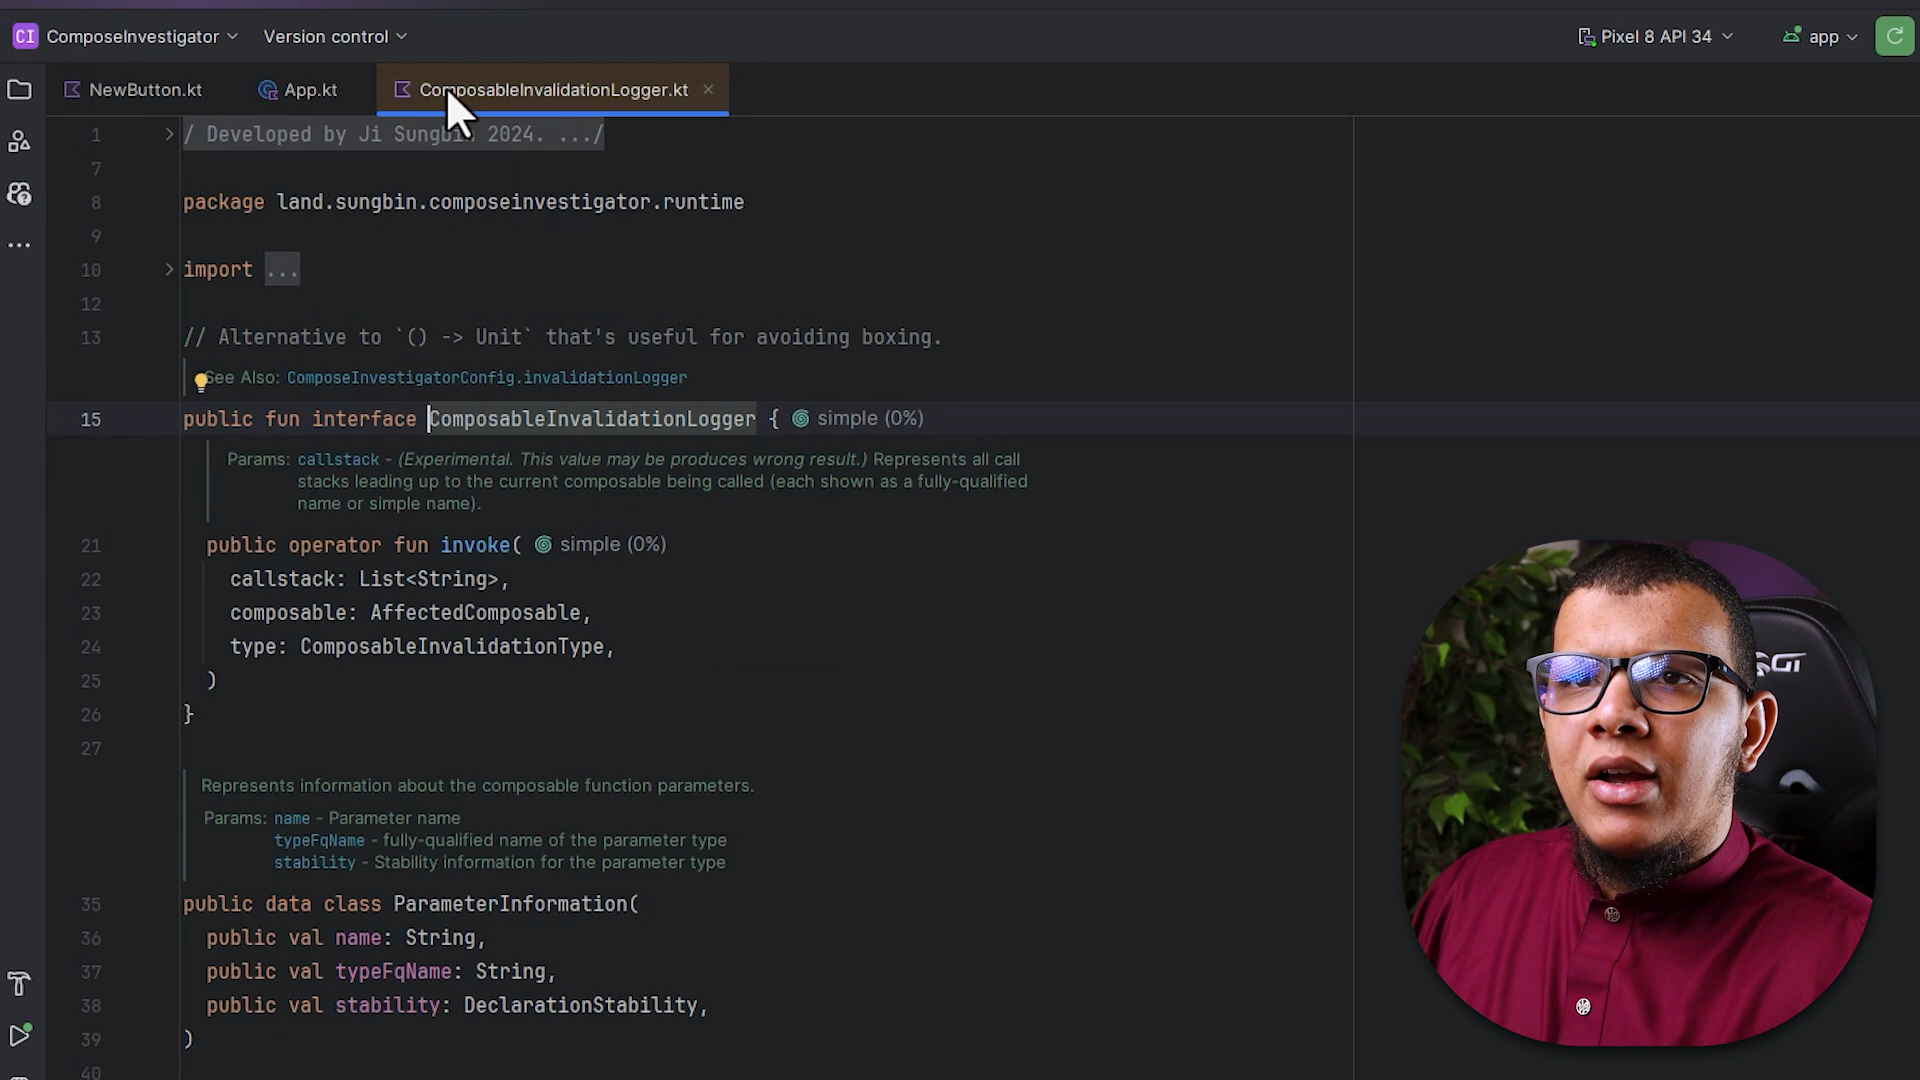 CI ComposeInvestigator Version control Pixel 8 API 34 app
NewButton.kt App.kt ComposableInvalidationLogger.kt
1 / Developed by Ji Sungbin 2024. .../
7
8 package land.sungbin.composeinvestigator.runtime
9
10 import ...
12
13 // Alternative to `() -> Unit` that's useful for avoiding boxing.
See Also: ComposeInvestigatorConfig.invalidationLogger
15 public fun interface ComposableInvalidationLogger { simple (0%)
Params: callstack - (Experimental. This value may be produces wrong result.) Represents all call
stacks leading up to the current composable being called (each shown as a fully-qualified
name or simple name).
21 public operator fun invoke( simple (0%)
22 callstack: List<String>,
23 composable: AffectedComposable,
24 type: ComposableInvalidationType,
25 )
26 }
27
Represents information about the composable function parameters.
Params: name - Parameter name
typeFqName - fully-qualified name of the parameter type
stability - Stability information for the parameter type
35 public data class ParameterInformation(
36 public val name: String,
37 public val typeFqName: String,
38 public val stability: DeclarationStability,
39 )
40